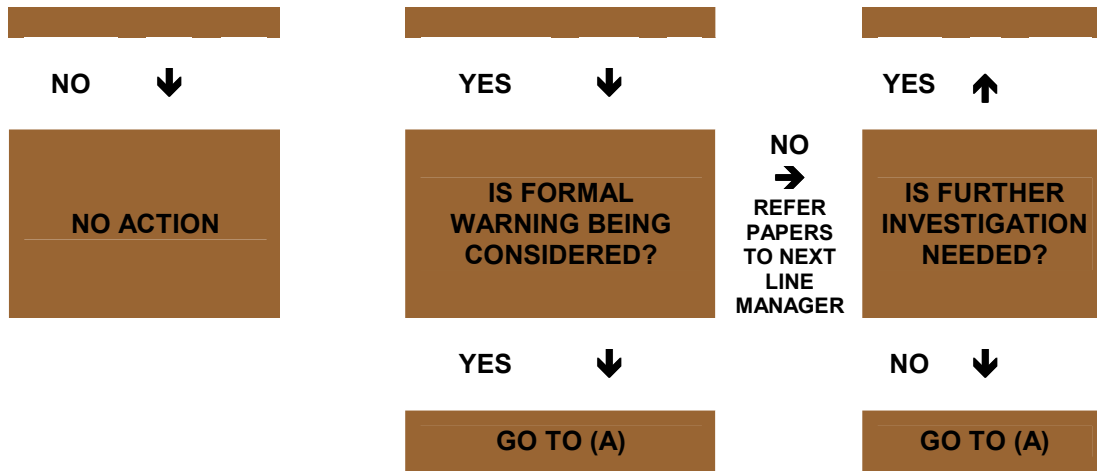 NO
YES
YES
NO ACTION
IS FORMAL
WARNING BEING
CONSIDERED?
NO
REFER
PAPERS
TO NEXT
LINE
MANAGER
IS FURTHER
INVESTIGATION
NEEDED?
YES
NO
GO TO (A)
GO TO (A)